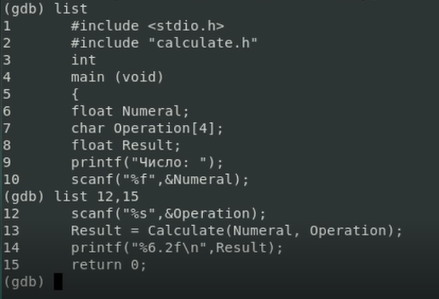 (gdb) list
1 #include <stdio.h>
2 #include "calculate.h"
3 int
4 main (void)
5 {
6 float Numeral;
7 char Operation[4];
8 float Result;
9 printf("Число: ");
10 scanf("%f",&Numeral);
(gdb) list 12,15
12 scanf("%s",&Operation);
13 Result = Calculate(Numeral, Operation);
14 printf("%6.2f\n",Result);
15 return 0;
(gdb)